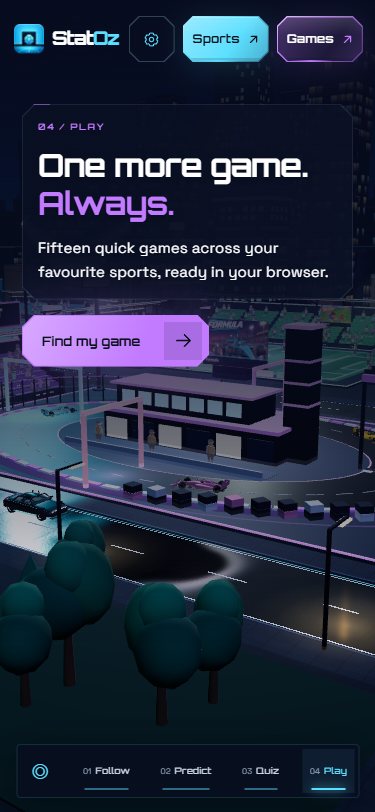 StatOz
Sports
Games
04 / PLAY
One more game.
Always.
Fifteen quick games across your
favourite sports, ready in your browser.
FORMULA
Find my game
01 Follow
02 Predict
03 Quiz
04 Play